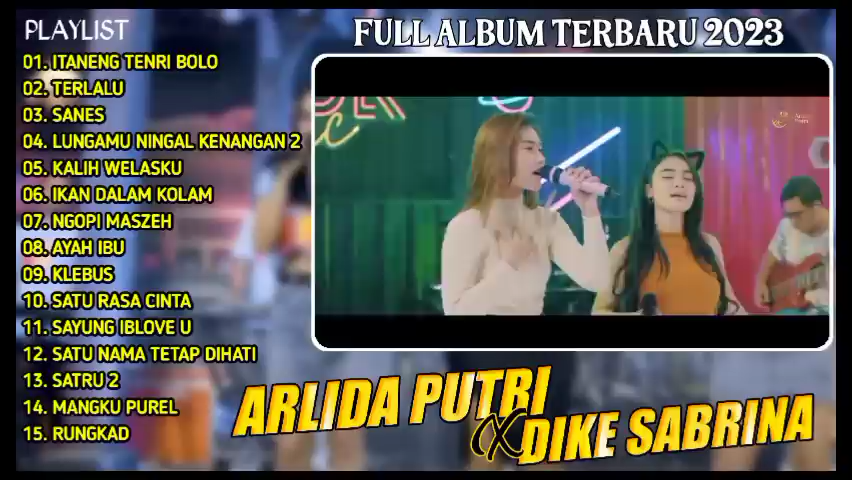 PLAYLIST
FULL ALBUM TERBARU 2023
01. ITANENG TENRI BOLO
02. TERLALU
03. SANES
04. LUNGAMU NINGAL KENANGAN 2
05. KALIH WELASKU
06. IKAN DALAM KOLAM
07. NGOPI MASZEH
08. AYAH IBU
09. KLEBUS
10. SATU RASA CINTA
11. SAYUNG IBLOVE U
12. SATU NAMA TETAP DIHATI
13. SATRU 2
14. MANGKU PUREL
15. RUNGKAD
ARLIDA PUTRI
X DIKE SABRINA